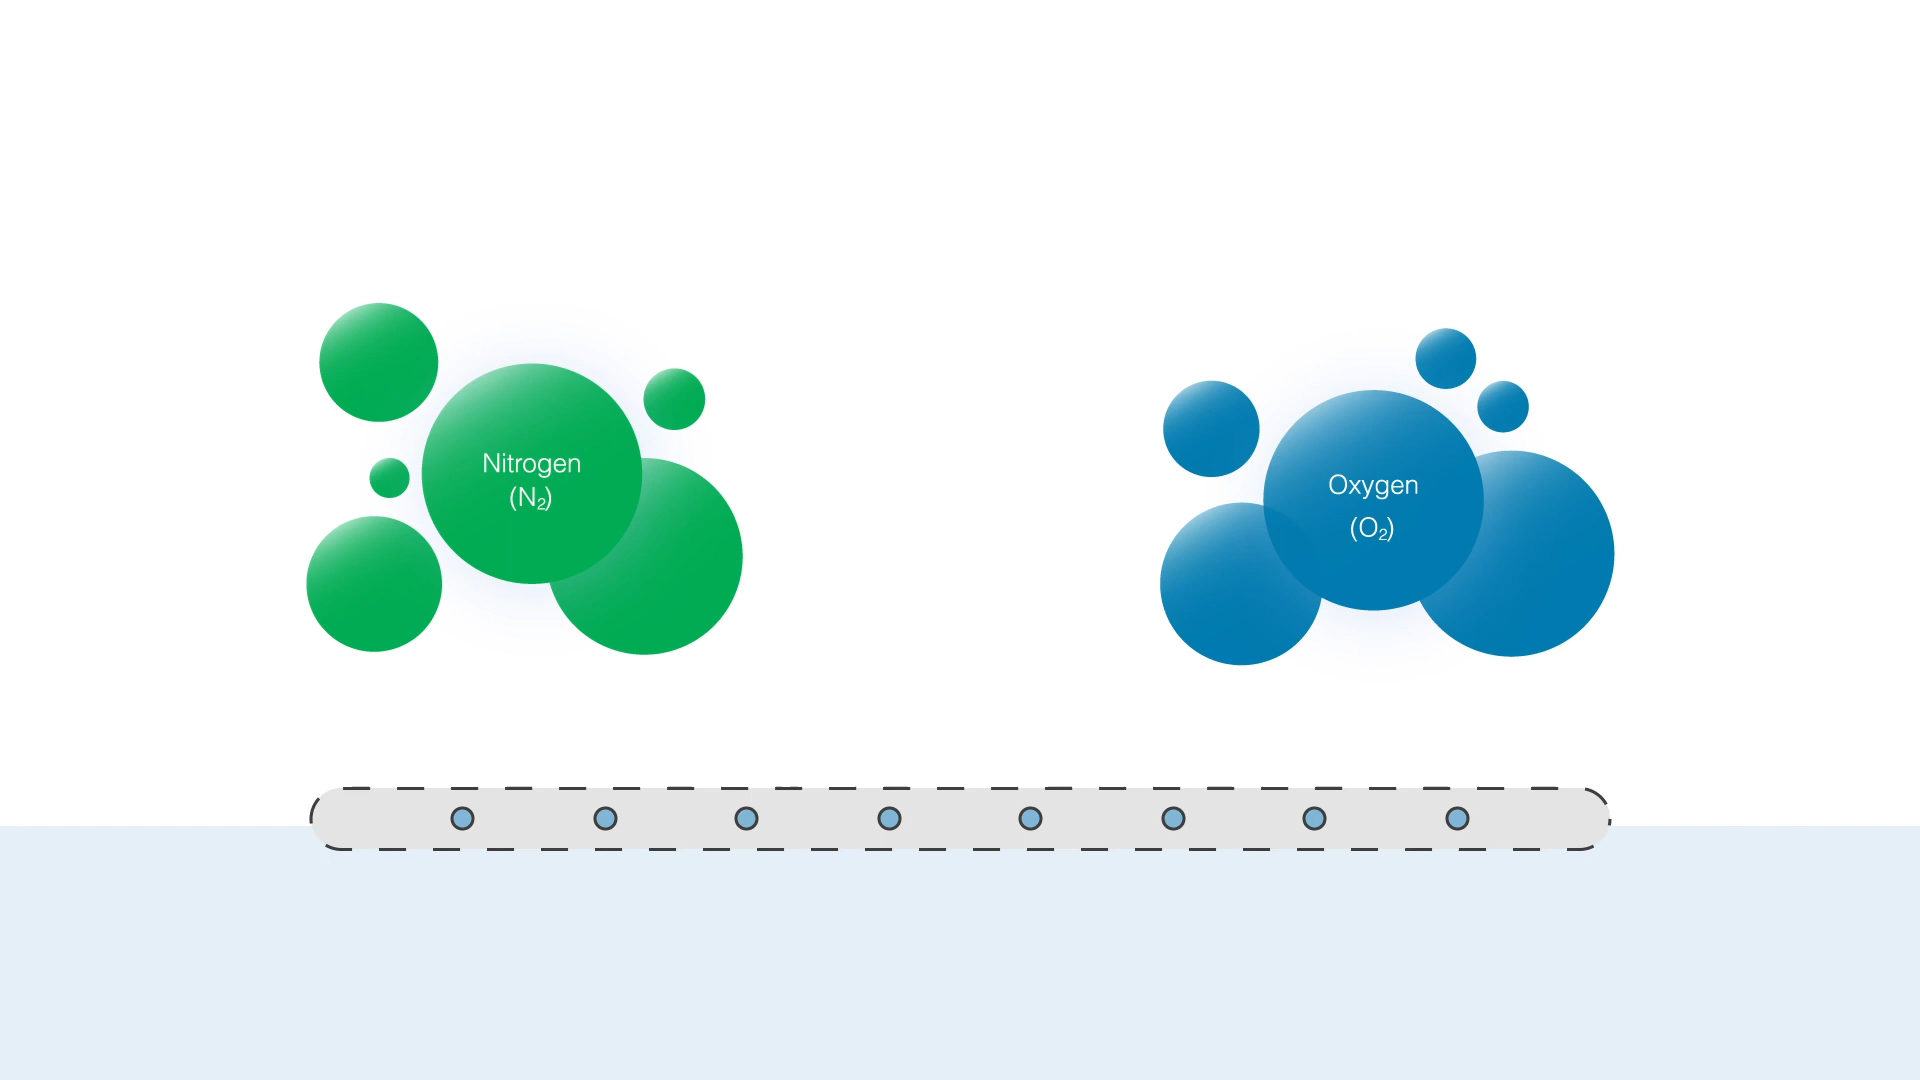 Nitrogen
(N₂)
Oxygen
(O₂)